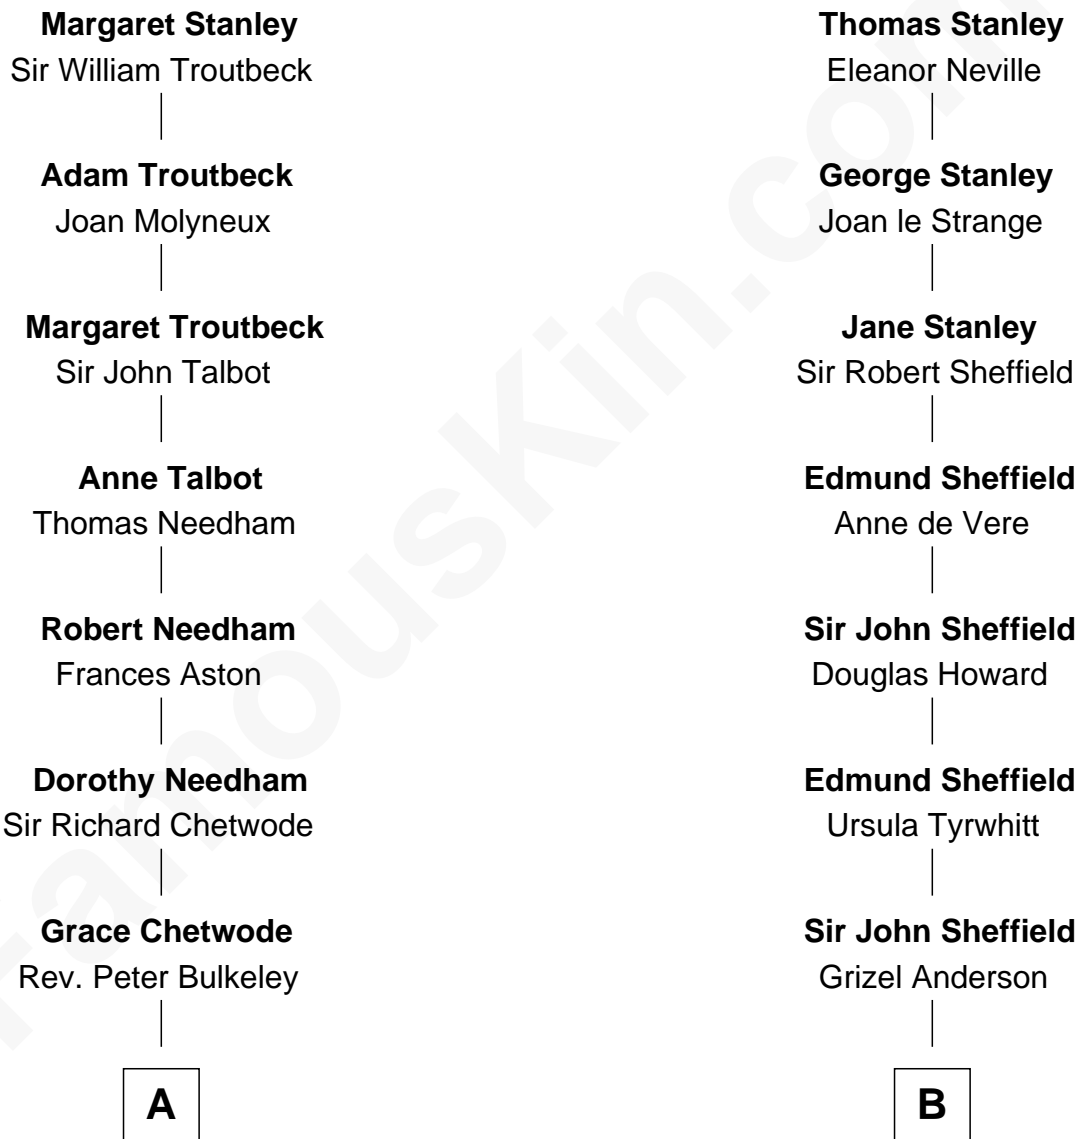 Margaret Stanley
Sir William Troutbeck
Adam Troutbeck
Joan Molyneux
Margaret Troutbeck
Sir John Talbot
Anne Talbot
Thomas Needham
Robert Needham
Frances Aston
Dorothy Needham
Sir Richard Chetwode
Grace Chetwode
Rev. Peter Bulkeley
A
Thomas Stanley
Eleanor Neville
George Stanley
Joan le Strange
Jane Stanley
Sir Robert Sheffield
Edmund Sheffield
Anne de Vere
Sir John Sheffield
Douglas Howard
Edmund Sheffield
Ursula Tyrwhitt
Sir John Sheffield
Grizel Anderson
B
FamousKin.com